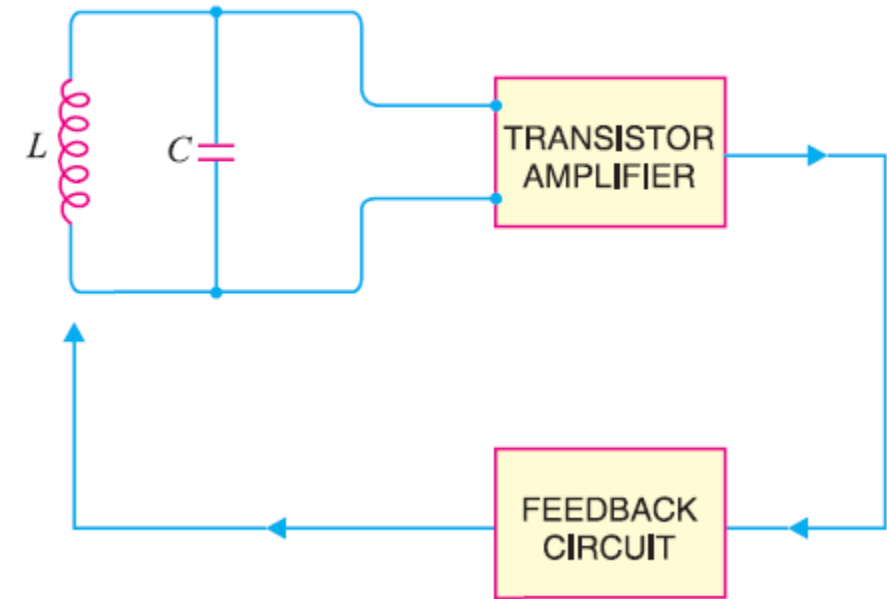 L
C
TRANSISTOR
AMPLIFIER
FEEDBACK
CIRCUIT